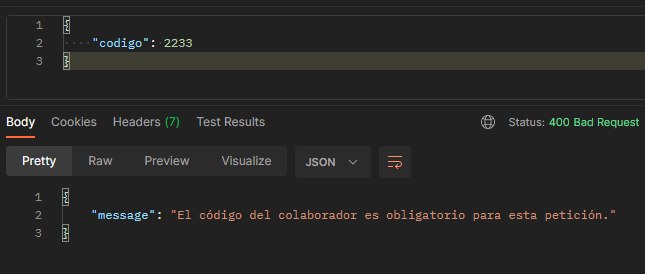 1 {
2 ····"codigo":·2233
3 }
Body Cookies Headers (7) Test Results Status: 400 Bad Request
Pretty Raw Preview Visualize JSON
1 {
2 "message": "El código del colaborador es obligatorio para esta petición."
3 }